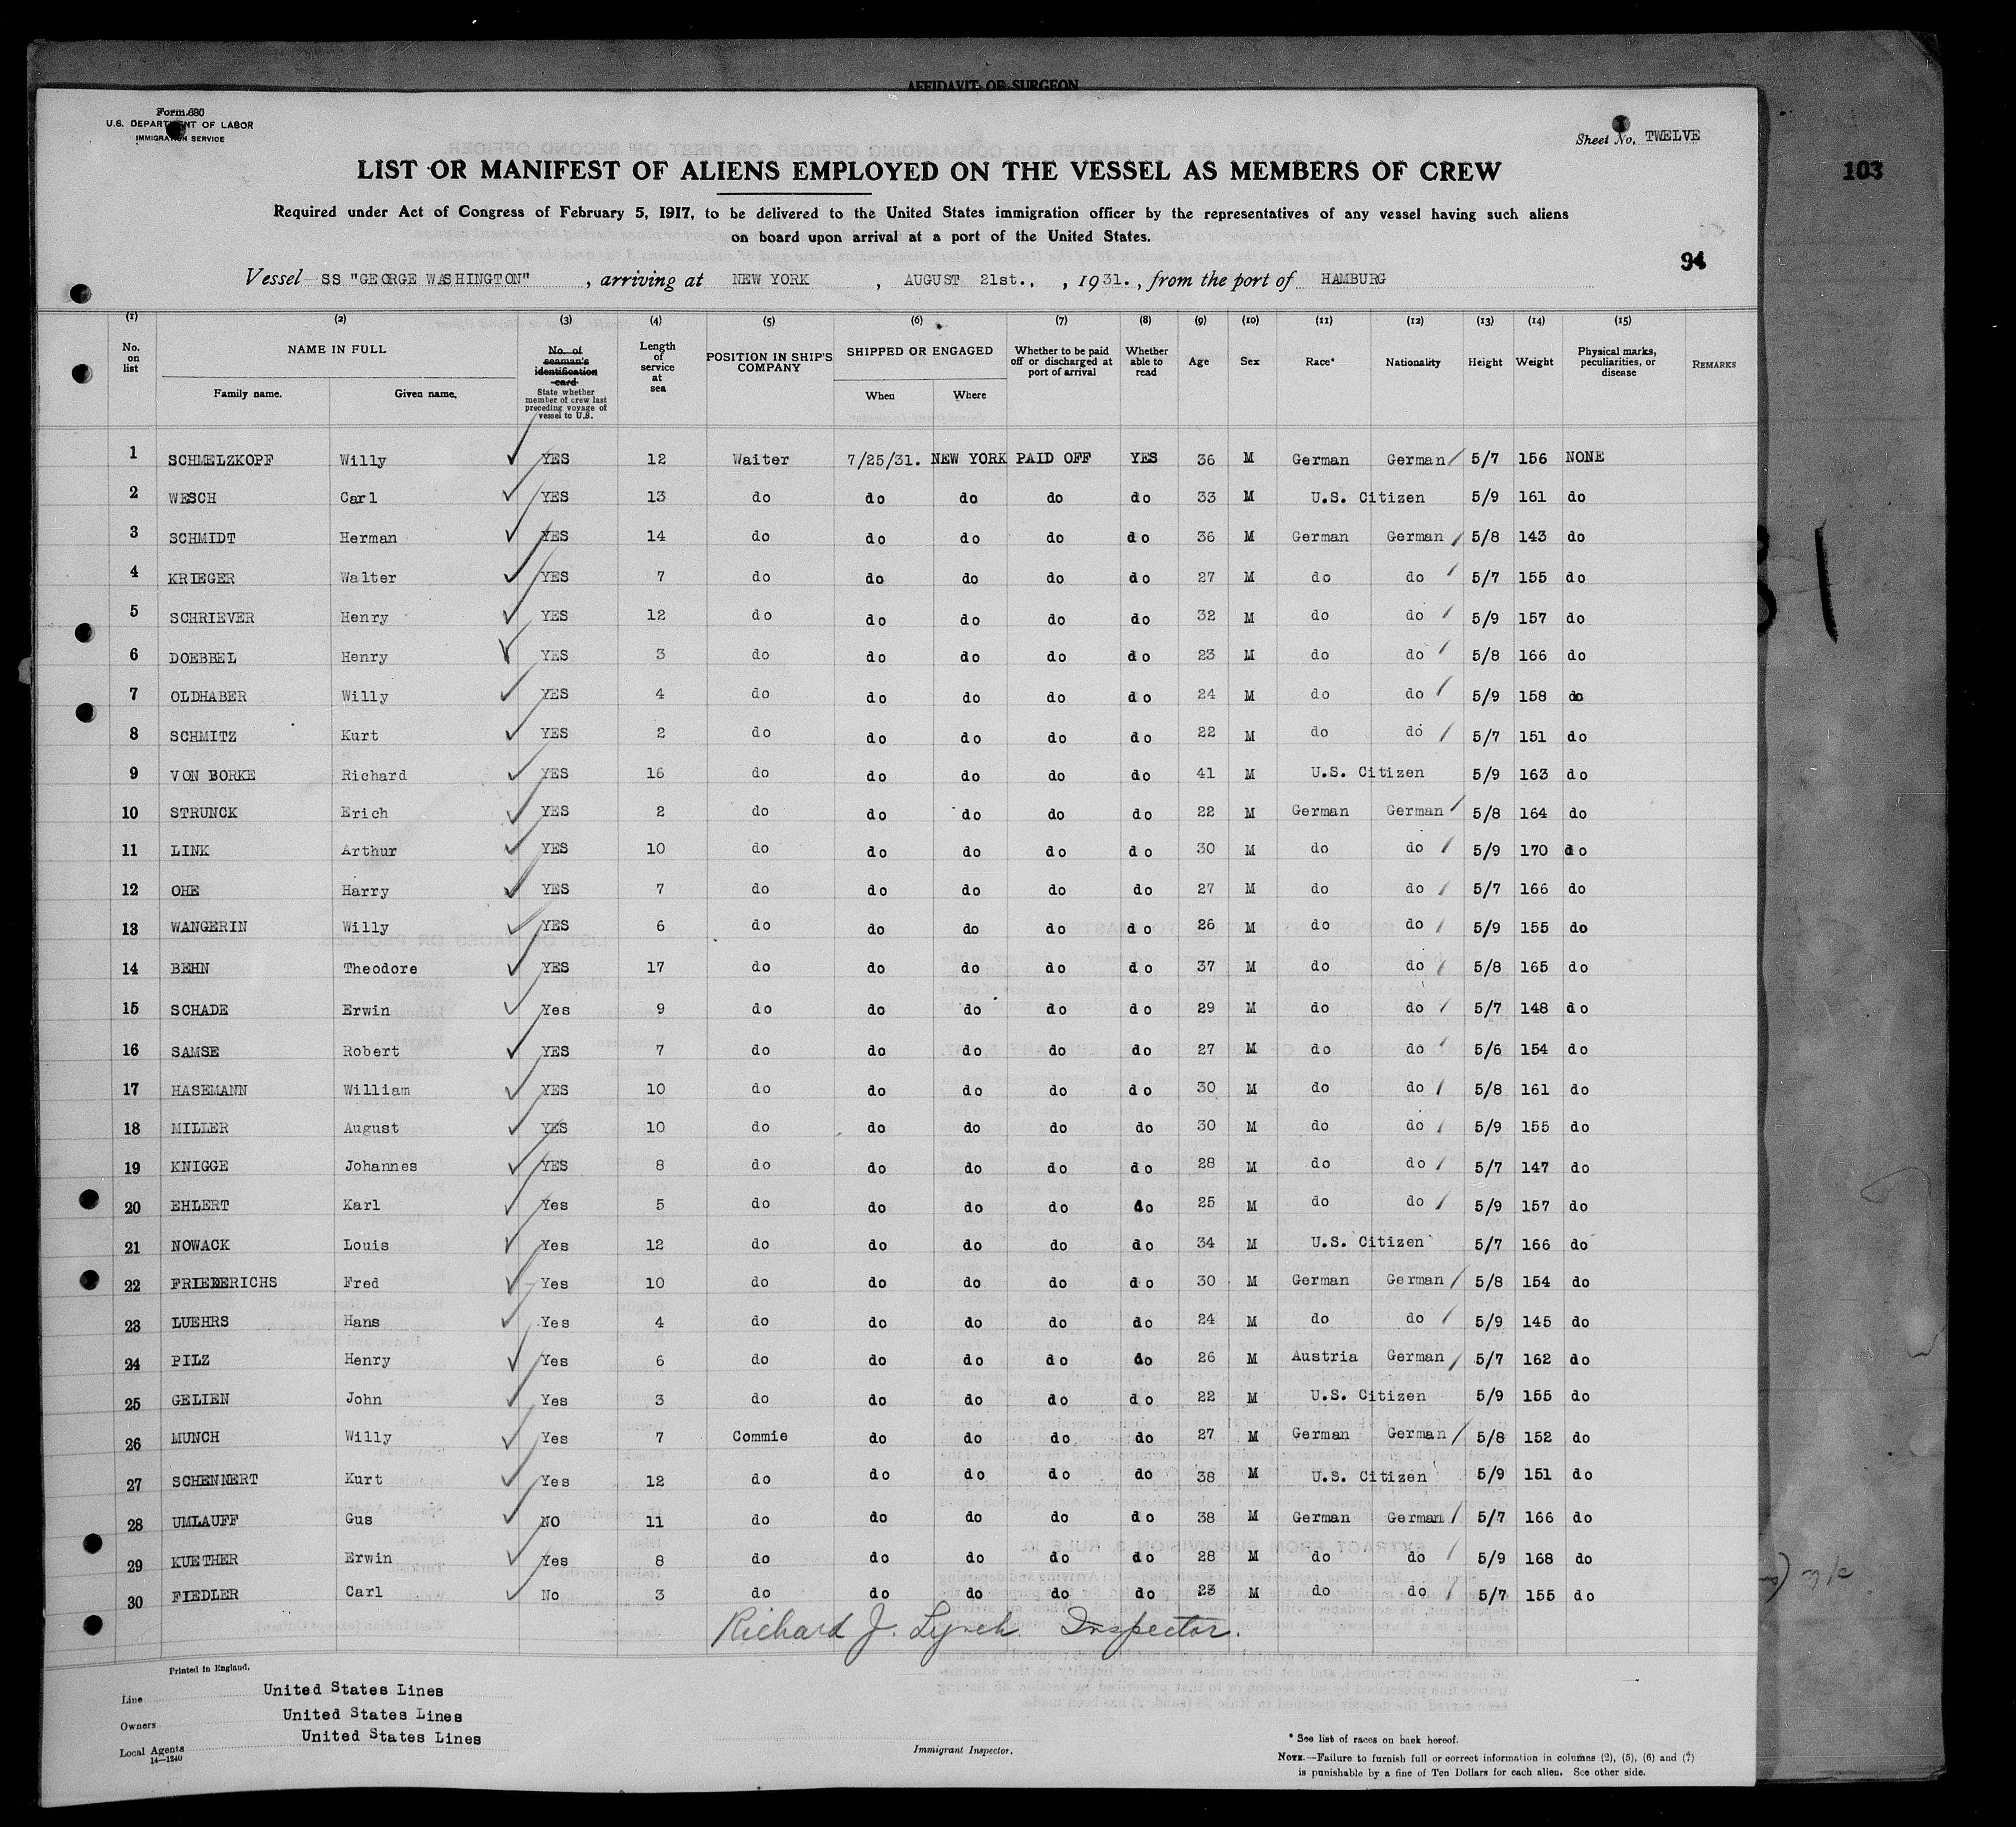 AFFIDAVIT OF SURGEON
Form 680
U.S. DEPARTMENT OF LABOR
IMMIGRATION SERVICE
Sheet No. TWELVE
103
LIST OR MANIFEST OF ALIENS EMPLOYED ON THE VESSEL AS MEMBERS OF CREW
Required under Act of Congress of February 5, 1917, to be delivered to the United States immigration officer by the representatives of any vessel having such aliens
on board upon arrival at a port of the United States.
94
Vessel SS "GEORGE WASHINGTON" , arriving at NEW YORK , AUGUST 21st., , 1931. , from the port of HAMBURG
(1) (2) (3) (4) (5) (6) (7) (8) (9) (10) (11) (12) (13) (14) (15)
No. on list NAME IN FULL Family name. Given name. No. of seaman's identification card State whether member of crew last preceding voyage of vessel to U.S. Length of service at sea POSITION IN SHIP'S COMPANY SHIPPED OR ENGAGED When Where Whether to be paid off or discharged at port of arrival Whether able to read Age Sex Race* Nationality Height Weight Physical marks, peculiarities, or disease REMARKS
1 SCHMELZKOPF Willy YES 12 Waiter 7/25/31. NEW YORK PAID OFF YES 36 M German German 5/7 156 NONE
2 WESCH Carl YES 13 do do do do do 33 M U.S. Citizen 5/9 161 do
3 SCHMIDT Herman YES 14 do do do do do 36 M German German 5/8 143 do
4 KRIEGER Walter YES 7 do do do do do 27 M do do 5/7 155 do
5 SCHRIEVER Henry YES 12 do do do do do 32 M do do 5/9 157 do
6 DOEBBEL Henry YES 3 do do do do do 23 M do do 5/8 166 do
7 OLDHABER Willy YES 4 do do do do do 24 M do do 5/9 158 do
8 SCHMITZ Kurt YES 2 do do do do do 22 M do do 5/7 151 do
9 VON BORKE Richard YES 16 do do do do do 41 M U.S. Citizen 5/9 163 do
10 STRUNCK Erich YES 2 do do do do do 22 M German German 5/8 164 do
11 LINK Arthur YES 10 do do do do do 30 M do do 5/9 170 do
12 OHE Harry YES 7 do do do do do 27 M do do 5/7 166 do
13 WANGERIN Willy YES 6 do do do do do 26 M do do 5/9 155 do
14 BEHN Theodore YES 17 do do do do do 37 M do do 5/8 165 do
15 SCHADE Erwin Yes 9 do do do do do 29 M do do 5/7 148 do
16 SAMSE Robert YES 7 do do do do do 27 M do do 5/6 154 do
17 HASEMANN William YES 10 do do do do do 30 M do do 5/8 161 do
18 MILLER August YES 10 do do do do do 30 M do do 5/9 155 do
19 KNIGGE Johannes YES 8 do do do do do 28 M do do 5/7 147 do
20 EHLERT Karl Yes 5 do do do do do 25 M do do 5/9 157 do
21 NOWACK Louis Yes 12 do do do do do 34 M U.S. Citizen 5/7 166 do
22 FRIEDERICHS Fred Yes 10 do do do do do 30 M German German 5/8 154 do
23 LUEHRS Hans Yes 4 do do do do do 24 M do do 5/9 145 do
24 PILZ Henry Yes 6 do do do do do 26 M Austria German 5/7 162 do
25 GELIEN John Yes 3 do do do do do 22 M U.S. Citizen 5/9 155 do
26 MUNCH Willy Yes 7 Commie do do do do 27 M German German 5/8 152 do
27 SCHENNERT Kurt Yes 12 do do do do do 38 M U.S. Citizen 5/9 151 do
28 UMLAUFF Gus NO 11 do do do do do 38 M German German 5/7 166 do
29 KUETHER Erwin Yes 8 do do do do do 28 M do do 5/9 168 do
30 FIEDLER Carl No 3 do do do do do 23 M do do 5/7 155 do
Richard J. Lynch Inspector.
Printed in England.
Line United States Lines
Owners United States Lines
Local Agents United States Lines
14—1240
Immigrant Inspector.
* See list of races on back hereof.
NOTE.—Failure to furnish full or correct information in columns (2), (5), (6) and (7)
is punishable by a fine of Ten Dollars for each alien. See other side.